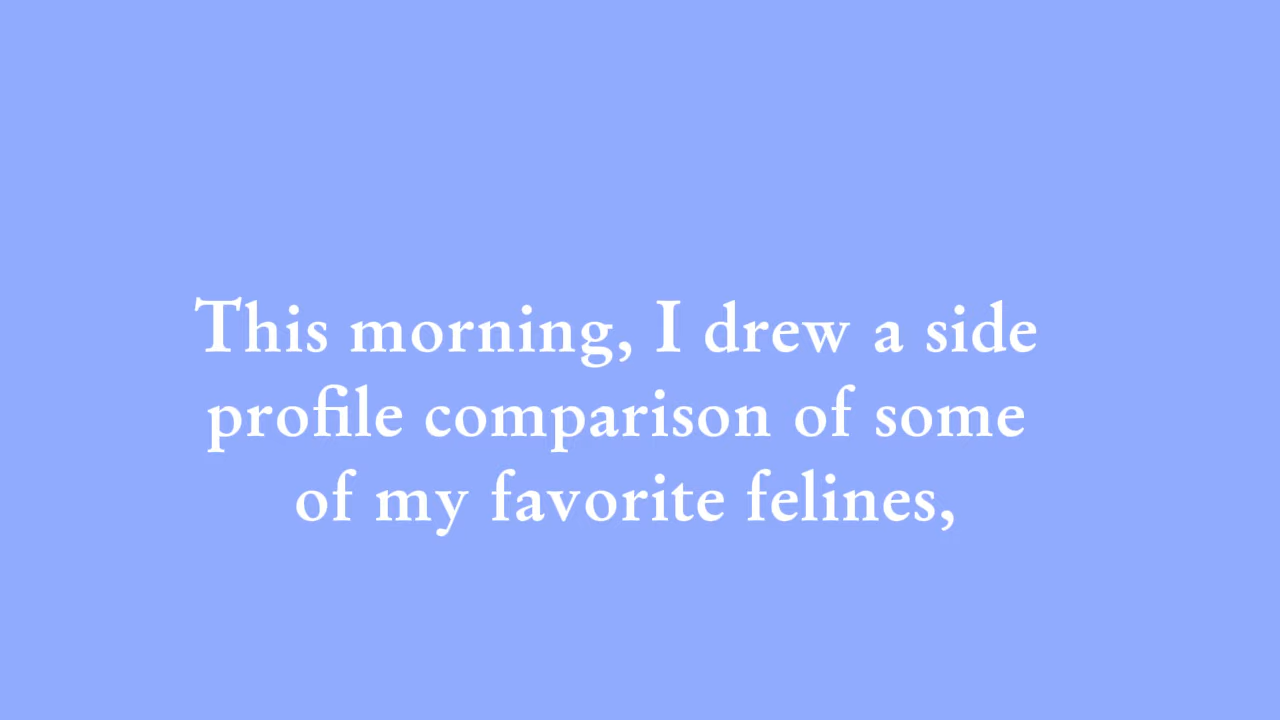 This morning, I drew a side
profile comparison of some
of my favorite felines,